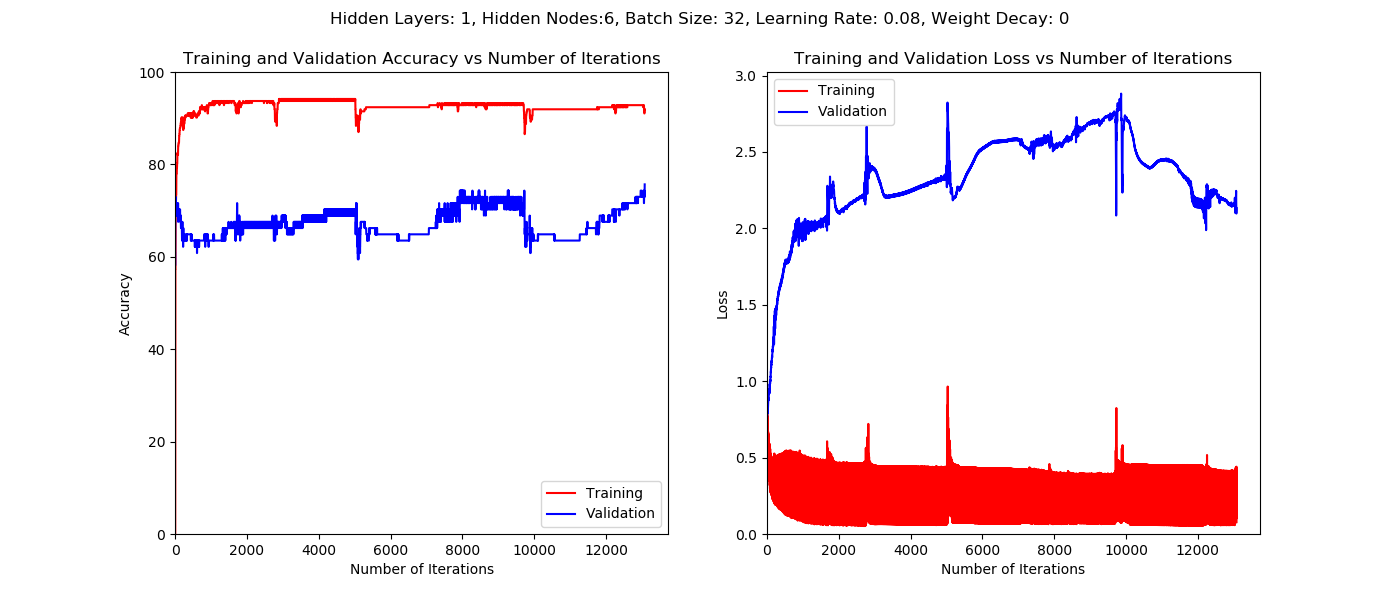 Hidden Layers: 1, Hidden Nodes:6, Batch Size: 32, Learning Rate: 0.08, Weight Decay: 0
Training and Validation Accuracy vs Number of Iterations
100
80
60
40
20
0
Accuracy
0 2000 4000 6000 8000 10000 12000
Number of Iterations
Training
Validation
Training and Validation Loss vs Number of Iterations
Training
Validation
3.0
2.5
2.0
1.5
1.0
0.5
0.0
Loss
0 2000 4000 6000 8000 10000 12000
Number of Iterations